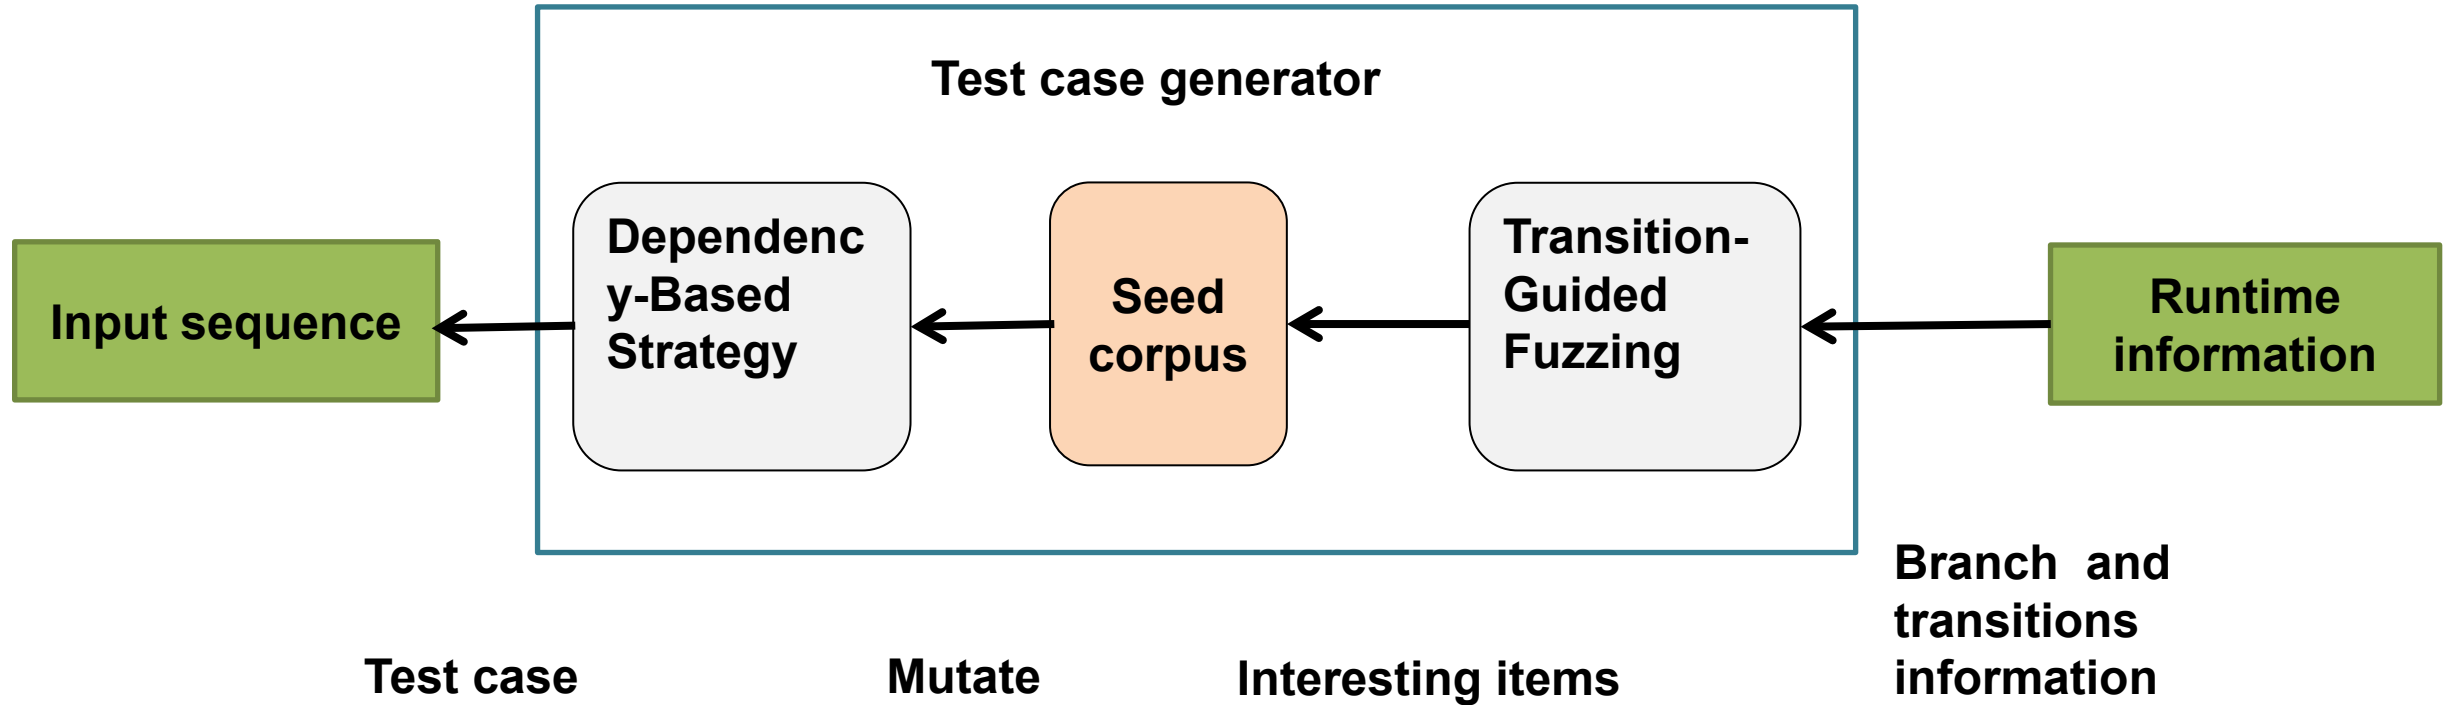 Test case generator
Input sequence
Dependenc
y-Based
Strategy
Seed
corpus
Transition-
Guided
Fuzzing
Runtime
information
Test case
Mutate
Interesting items
Branch  and
transitions
information